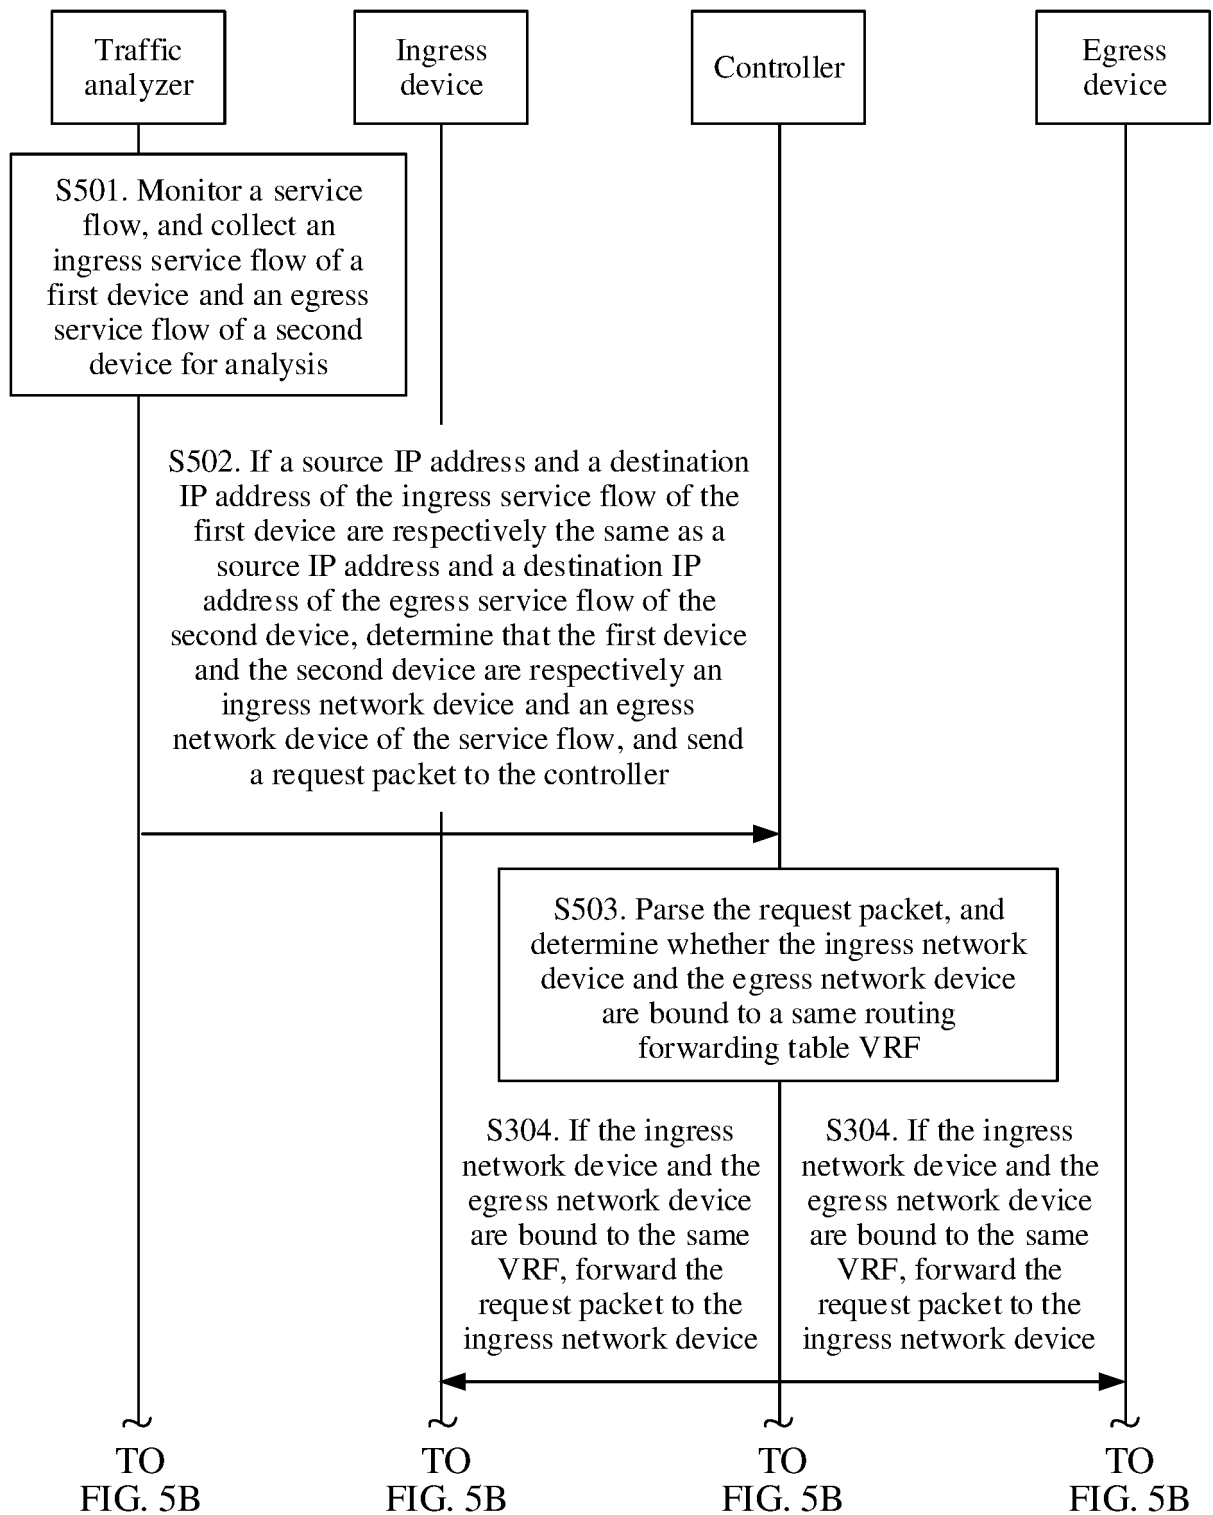 Traffic
analyzer
Ingress
device
Controller
Egress
device
S501. Monitor a service
flow, and collect an
ingress service flow of a
first device and an egress
service flow of a second
device for analysis
S502. If a source IP address and a destination
IP address of the ingress service flow of the
first device are respectively the same as a
source IP address and a destination IP
address of the egress service flow of the
second device, determine that the first device
and the second device are respectively an
ingress network device and an egress
network device of the service flow, and send
a request packet to the controller
S503. Parse the request packet, and
determine whether the ingress network
device and the egress network device
are bound to a same routing
forwarding table VRF
S304. If the ingress
network device and the
egress network device
are bound to the same
VRF, forward the
request packet to the
ingress network device
S304. If the ingress
network device and the
egress network device
are bound to the same
VRF, forward the
request packet to the
ingress network device
TO
FIG. 5B
TO
FIG. 5B
TO
FIG. 5B
TO
FIG. 5B